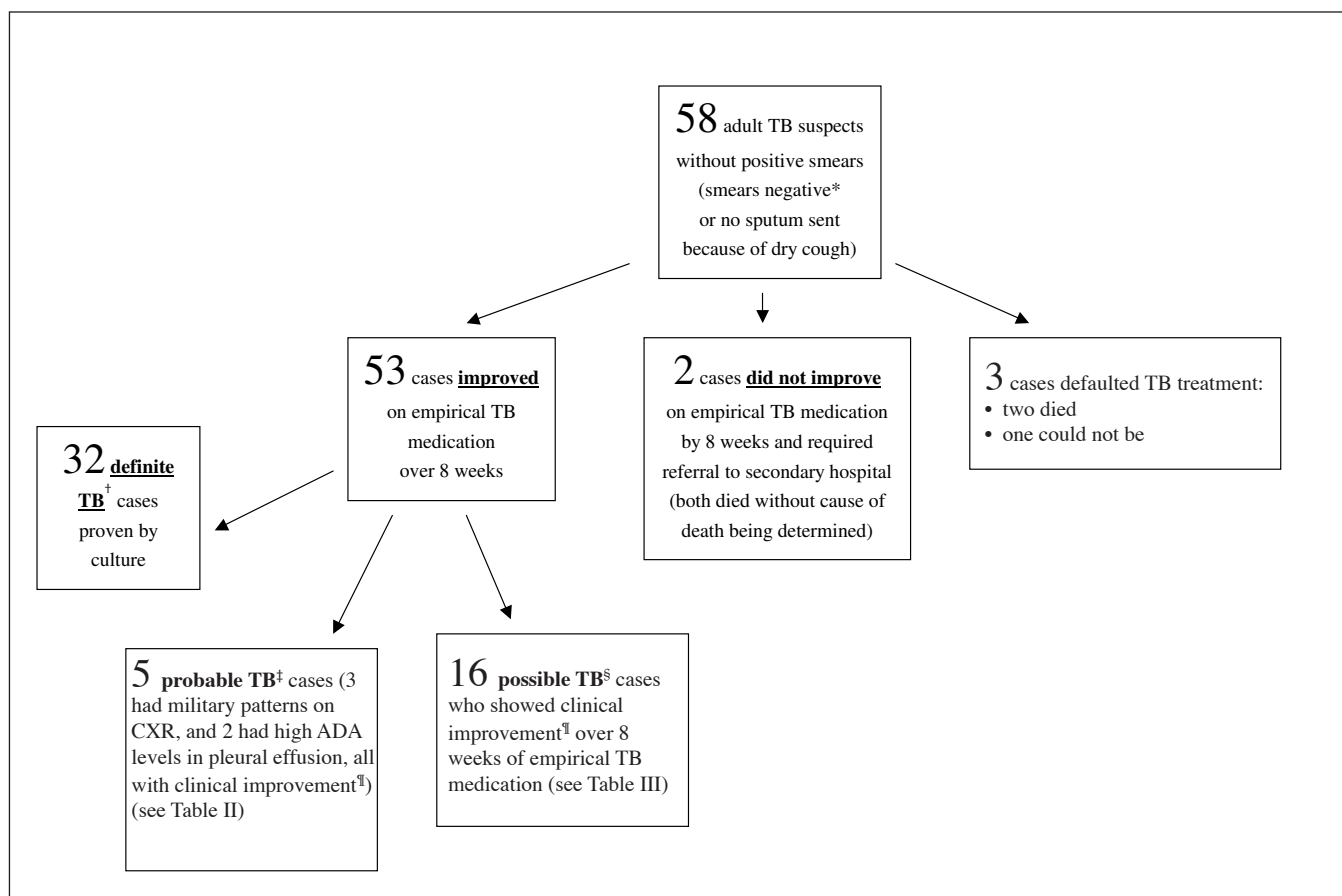 58 adult TB suspects
without positive smears
(smears negative*
or no sputum sent
because of dry cough)
53 cases improved
on empirical TB
medication
over 8 weeks
2 cases did not improve
on empirical TB medication
by 8 weeks and required
referral to secondary hospital
(both died without cause of
death being determined)
3 cases defaulted TB treatment:
• two died
• one could not be
32 definite
TB† cases
proven by
culture
5 probable TB‡ cases (3
had military patterns on
CXR, and 2 had high ADA
levels in pleural effusion, all
with clinical improvement¶)
(see Table II)
16 possible TB§ cases
who showed clinical
improvement¶ over 8
weeks of empirical TB
medication (see Table III)